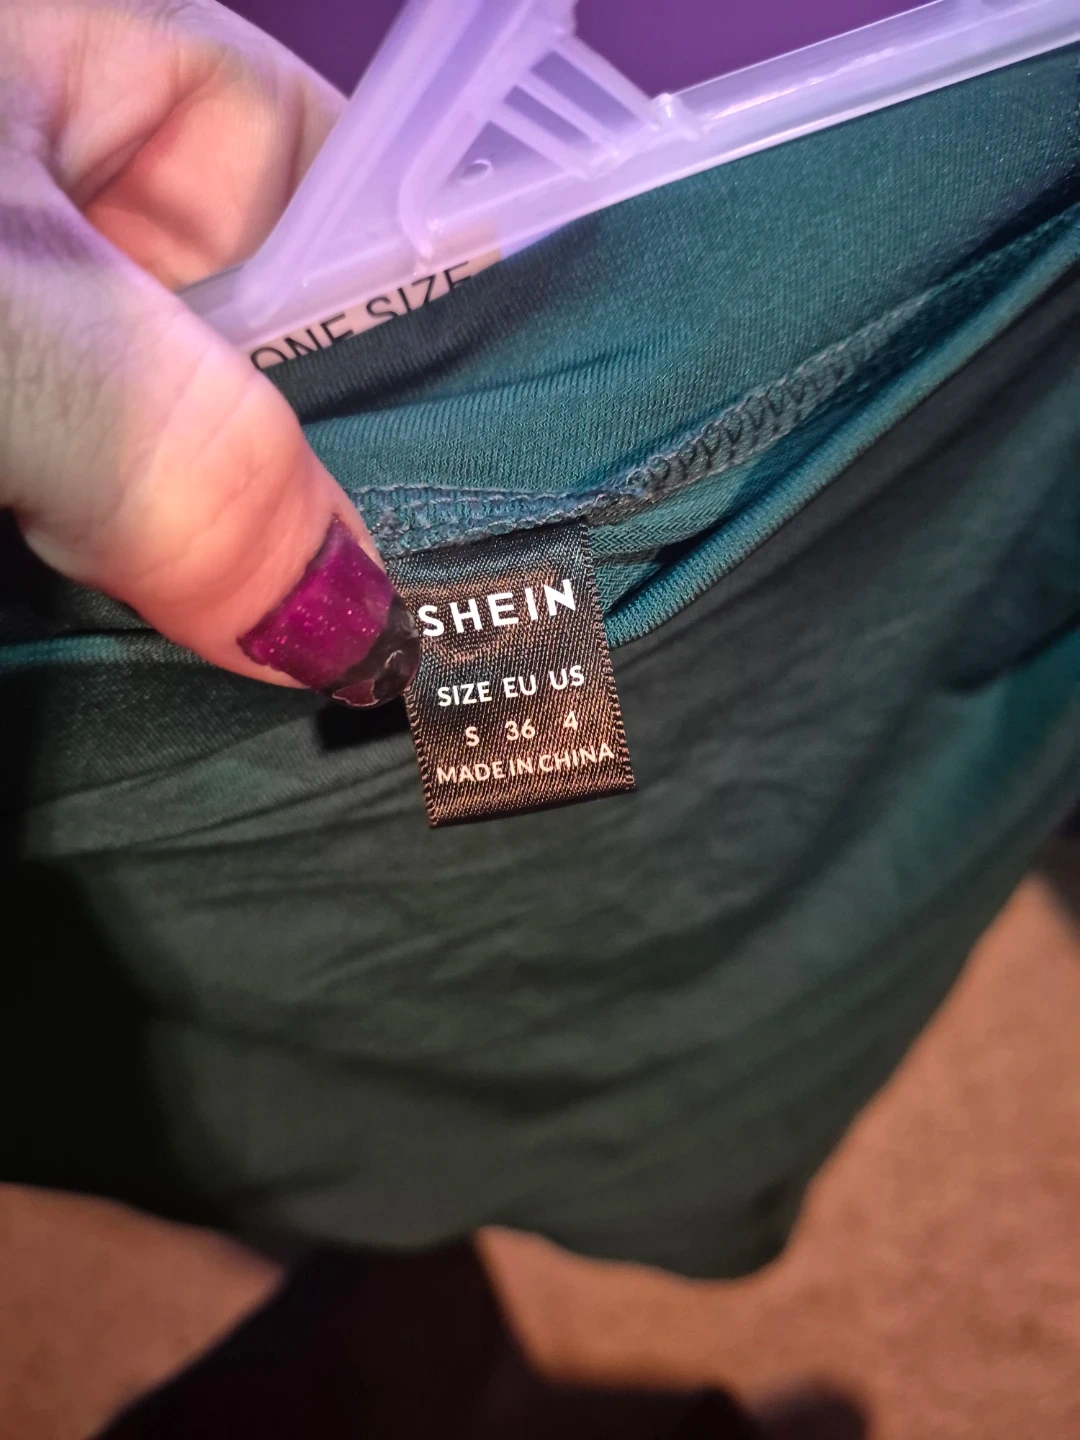 ONE SIZE
SHEIN
SIZE EU US
S 36 4
MADE IN CHINA